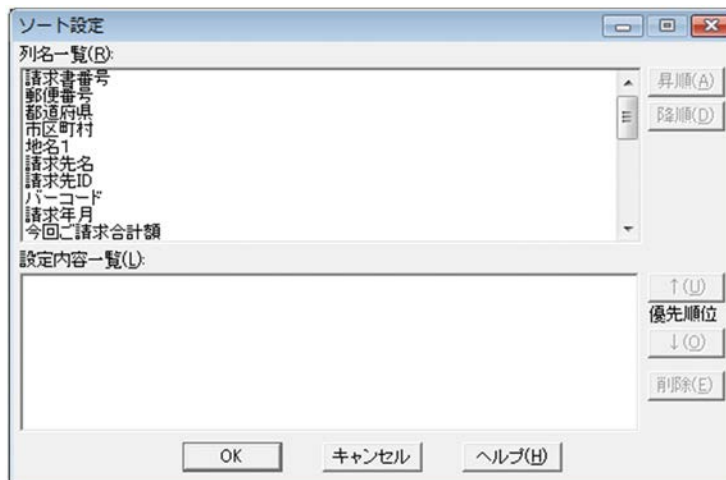 ソート設定
列名一覧(R):
請求書番号
郵便番号
都道府県
市区町村
地名1
請求先名
請求先ID
バーコード
請求年月
今回ご請求合計額
昇順(A)
降順(D)
設定内容一覧(L):
↑(U)
優先順位
↓(O)
削除(E)
OK
キャンセル
ヘルプ(H)